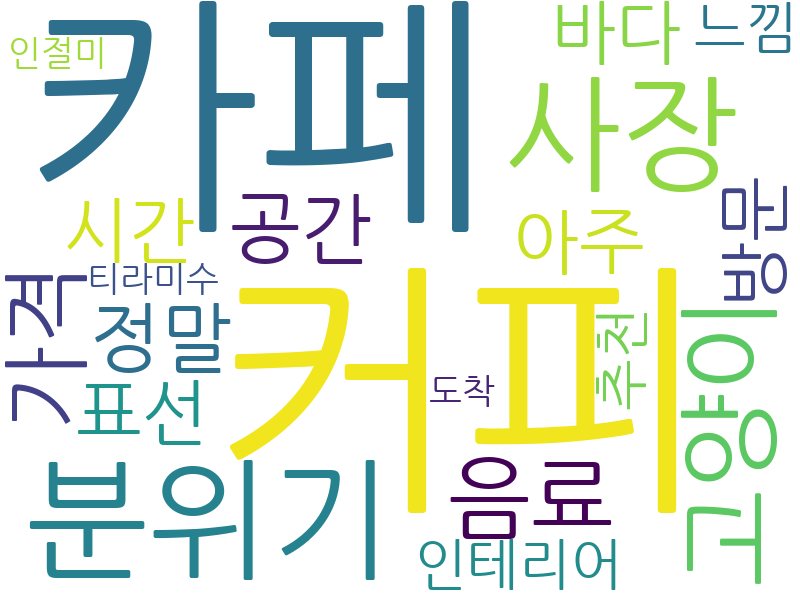 카페
바다
느낌
인절미
사장
시간
공간
아주
방문
가격
티라미수
정말
커피
추천
고양이
표선
도착
분위기
음료
인테리어